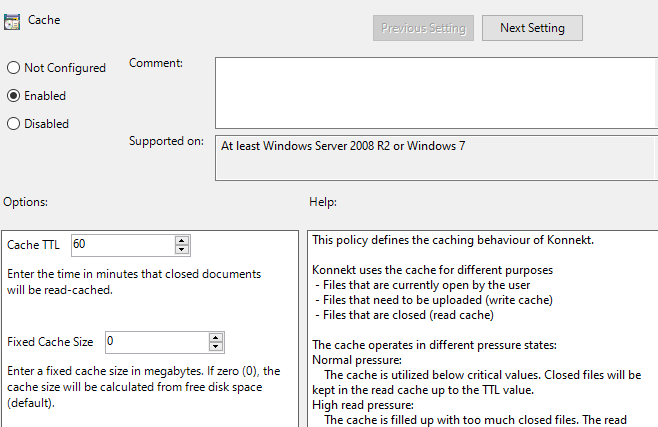 Cache
Previous Setting
Next Setting
Not Configured
Comment:
Enabled
Disabled
Supported on:
At least Windows Server 2008 R2 or Windows 7
Options:
Help:
Cache TTL 60
Enter the time in minutes that closed documents
will be read-cached.
Fixed Cache Size 0
Enter a fixed cache size in megabytes. If zero (0), the
cache size will be calculated from free disk space
(default).
This policy defines the caching behaviour of Konnekt.
Konnekt uses the cache for different purposes
- Files that are currently open by the user
- Files that need to be uploaded (write cache)
- Files that are closed (read cache)
The cache operates in different pressure states:
Normal pressure:
The cache is utilized below critical values. Closed files will be
kept in the read cache up to the TTL value.
High read pressure:
The cache is filled up with too much closed files. The read